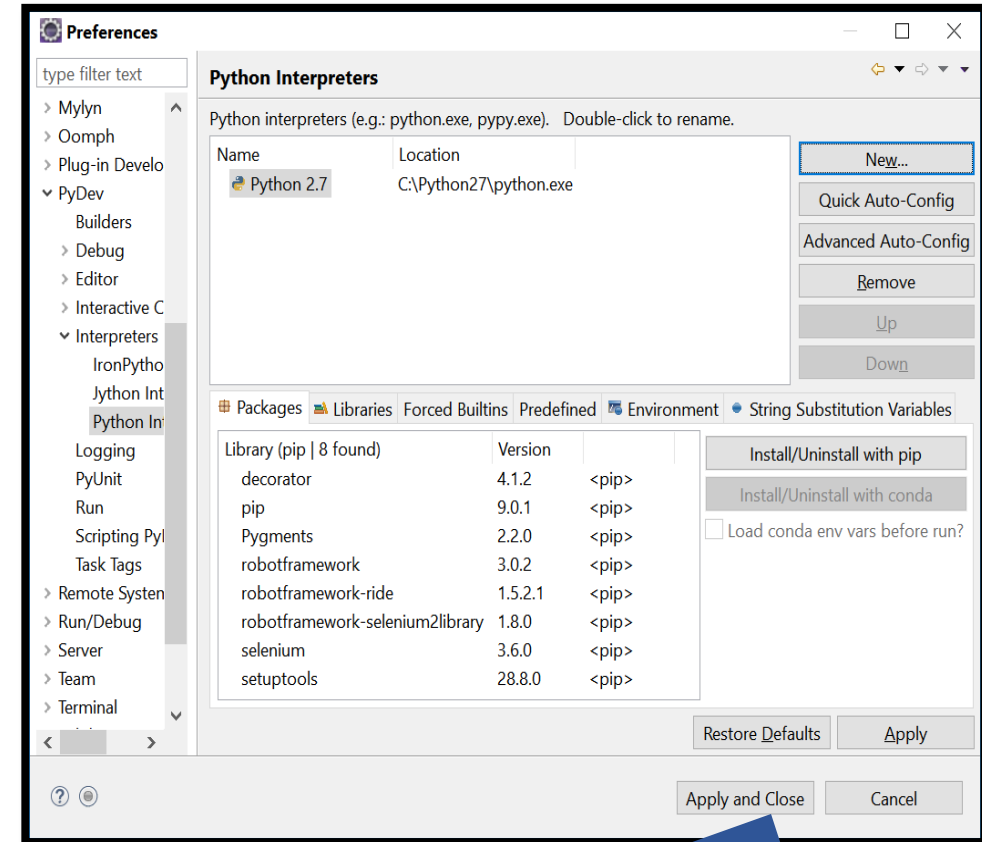 Preferences
type filter text
Mylyn
Oomph
Plug-in Develo
PyDev
Builders
Debug
Editor
Interactive C
Interpreters
IronPytho
Jython Int
Python In
Logging
PyUnit
Run
Scripting Py
Task Tags
Remote System
Run/Debug
Server
Team
Terminal
Python Interpreters
Python interpreters (e.g.: python.exe, pypy.exe). Double-click to rename.
Name Location
Python 2.7 C:\Python27\python.exe
New...
Quick Auto-Config
Advanced Auto-Config
Remove
Up
Down
Packages Libraries Forced Builtins Predefined Environment String Substitution Variables
Library (pip | 8 found) Version
decorator 4.1.2 <pip>
pip 9.0.1 <pip>
Pygments 2.2.0 <pip>
robotframework 3.0.2 <pip>
robotframework-ride 1.5.2.1 <pip>
robotframework-selenium2library 1.8.0 <pip>
selenium 3.6.0 <pip>
setuptools 28.8.0 <pip>
Install/Uninstall with pip
Install/Uninstall with conda
Load conda env vars before run?
Restore Defaults Apply
Apply and Close Cancel